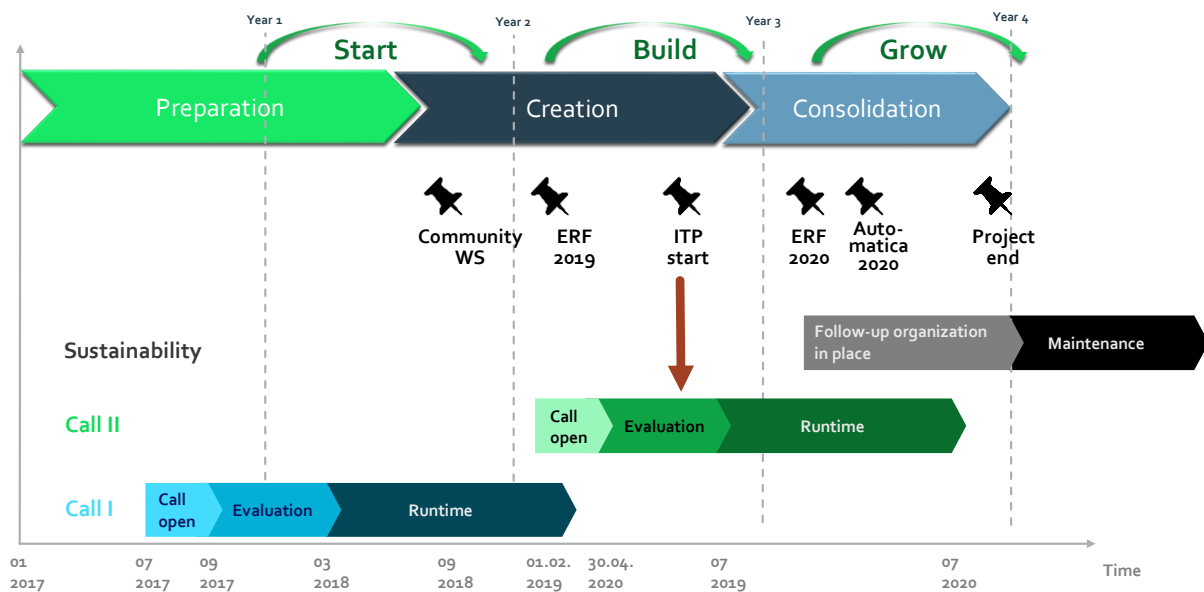 Year 1
Year 2
Year 3
Year 4
Start
Build
Grow
Preparation
Creation
Consolidation
Community
WS
ERF
2019
ITP
start
ERF
2020
Auto-
matica
2020
Project
end
Sustainability
Follow-up organization
in place
Maintenance
Call II
Call
open
Evaluation
Runtime
Call I
Call
open
Evaluation
Runtime
01
2017
07
2017
09
2017
03
2018
09
2018
01.02.
2019
30.04.
2020
07
2019
07
2020
Time